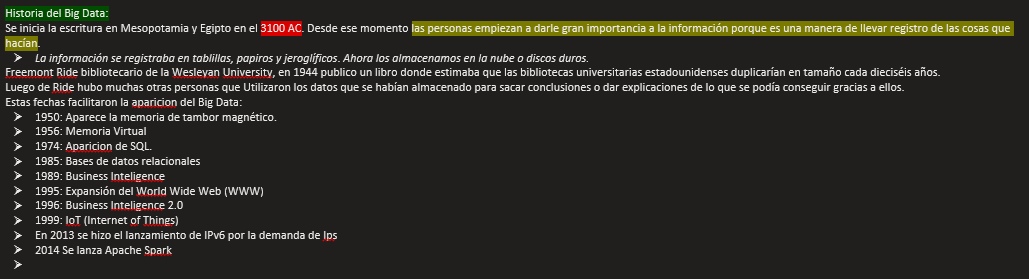 Historia del Big Data:
Se inicia la escritura en Mesopotamia y Egipto en el 3100 AC. Desde ese momento las personas empiezan a darle gran importancia a la información porque es una manera de llevar registro de las cosas que
hacían.
➤ La información se registraba en tablillas, papiros y jeroglíficos. Ahora los almacenamos en la nube o discos duros.
Freemont Ride bibliotecario de la Wesleyan University, en 1944 publico un libro donde estimaba que las bibliotecas universitarias estadounidenses duplicarían en tamaño cada dieciséis años.
Luego de Ride hubo muchas otras personas que Utilizaron los datos que se habían almacenado para sacar conclusiones o dar explicaciones de lo que se podía conseguir gracias a ellos.
Estas fechas facilitaron la aparicion del Big Data:
➤ 1950: Aparece la memoria de tambor magnético.
➤ 1956: Memoria Virtual
➤ 1974: Aparicion de SQL.
➤ 1985: Bases de datos relacionales
➤ 1989: Business Inteligence
➤ 1995: Expansión del World Wide Web (WWW)
➤ 1996: Business Inteligence 2.0
➤ 1999: IoT (Internet of Things)
➤ En 2013 se hizo el lanzamiento de IPv6 por la demanda de Ips
➤ 2014 Se lanza Apache Spark
➤